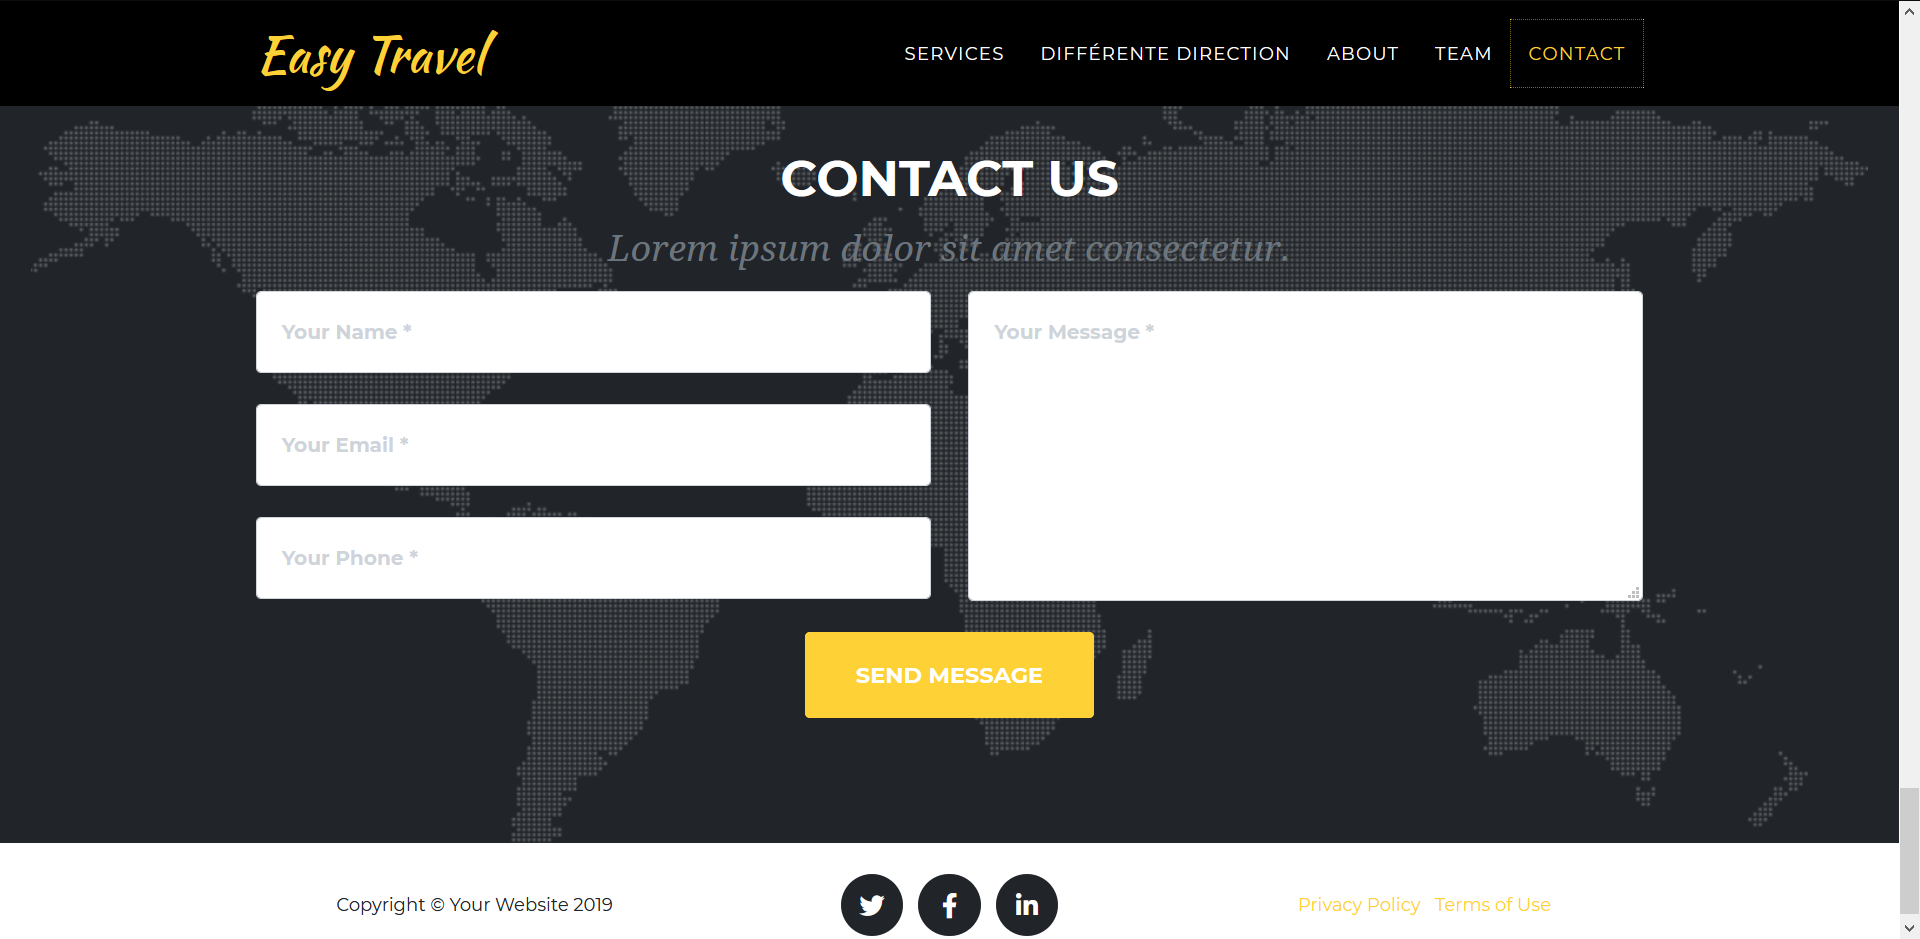 Easy Travel
SERVICES DIFFÉRENTE DIRECTION ABOUT TEAM CONTACT
CONTACT US
Lorem ipsum dolor sit amet consectetur.
Your Name *
Your Message *
Your Email *
Your Phone *
SEND MESSAGE
Copyright © Your Website 2019
Privacy Policy Terms of Use